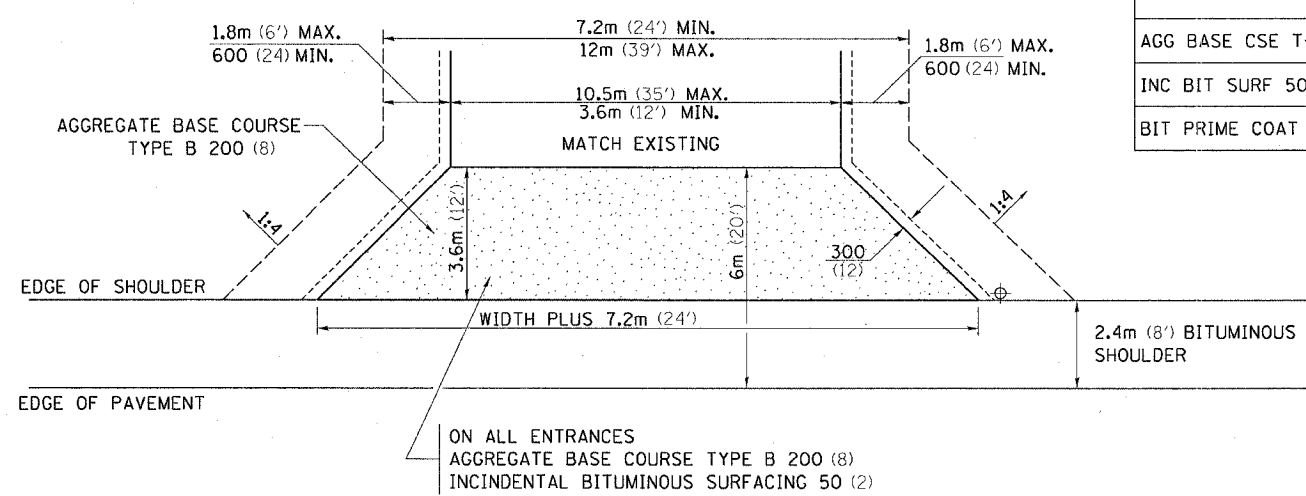 1.8m (6') MAX.
600 (24) MIN.
7.2m (24') MIN.
12m (39') MAX.
1.8m (6') MAX.
600 (24) MIN.
AGG BASE CSE T-
INC BIT SURF 50
BIT PRIME COAT
10.5m (35') MAX.
3.6m (12') MIN.
AGGREGATE BASE COURSE
TYPE B 200 (8)
MATCH EXISTING
1:4
3.6m (12')
6m (20')
300
(12)
1:4
EDGE OF SHOULDER
WIDTH PLUS 7.2m (24')
2.4m (8') BITUMINOUS
SHOULDER
EDGE OF PAVEMENT
ON ALL ENTRANCES
AGGREGATE BASE COURSE TYPE B 200 (8)
INCINDENTAL BITUMINOUS SURFACING 50 (2)